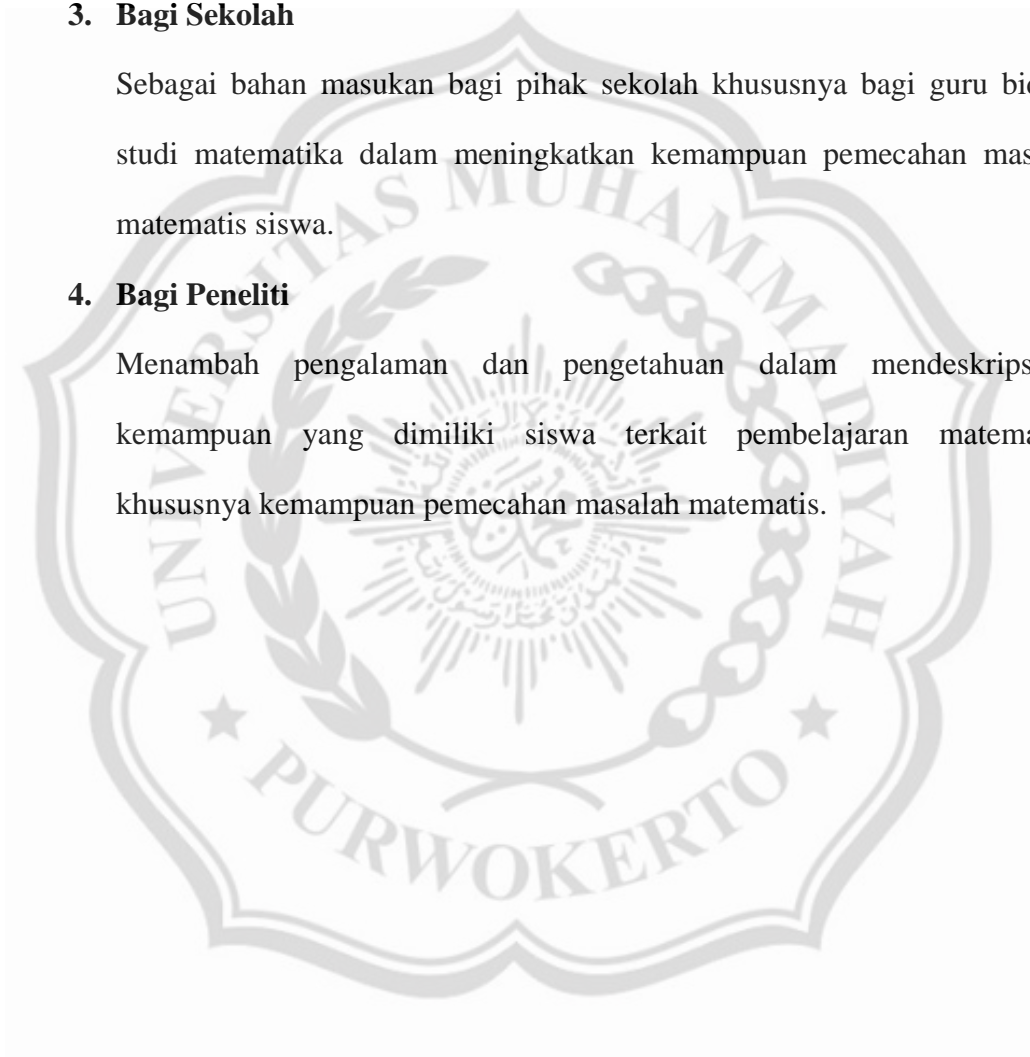 3. Bagi Sekolah
Sebagai bahan masukan bagi pihak sekolah khususnya bagi guru
studi matematika dalam meningkatkan kemampuan pemecahan
matematis siswa.
4. Bagi Peneliti
Menambah pengalaman dan pengetahuan dalam
kemampuan yang dimiliki siswa terkait pembelajaran
khususnya kemampuan pemecahan masalah matematis.
UNIVERSITAS MUHAMMADIYAH
PURWOKERTO